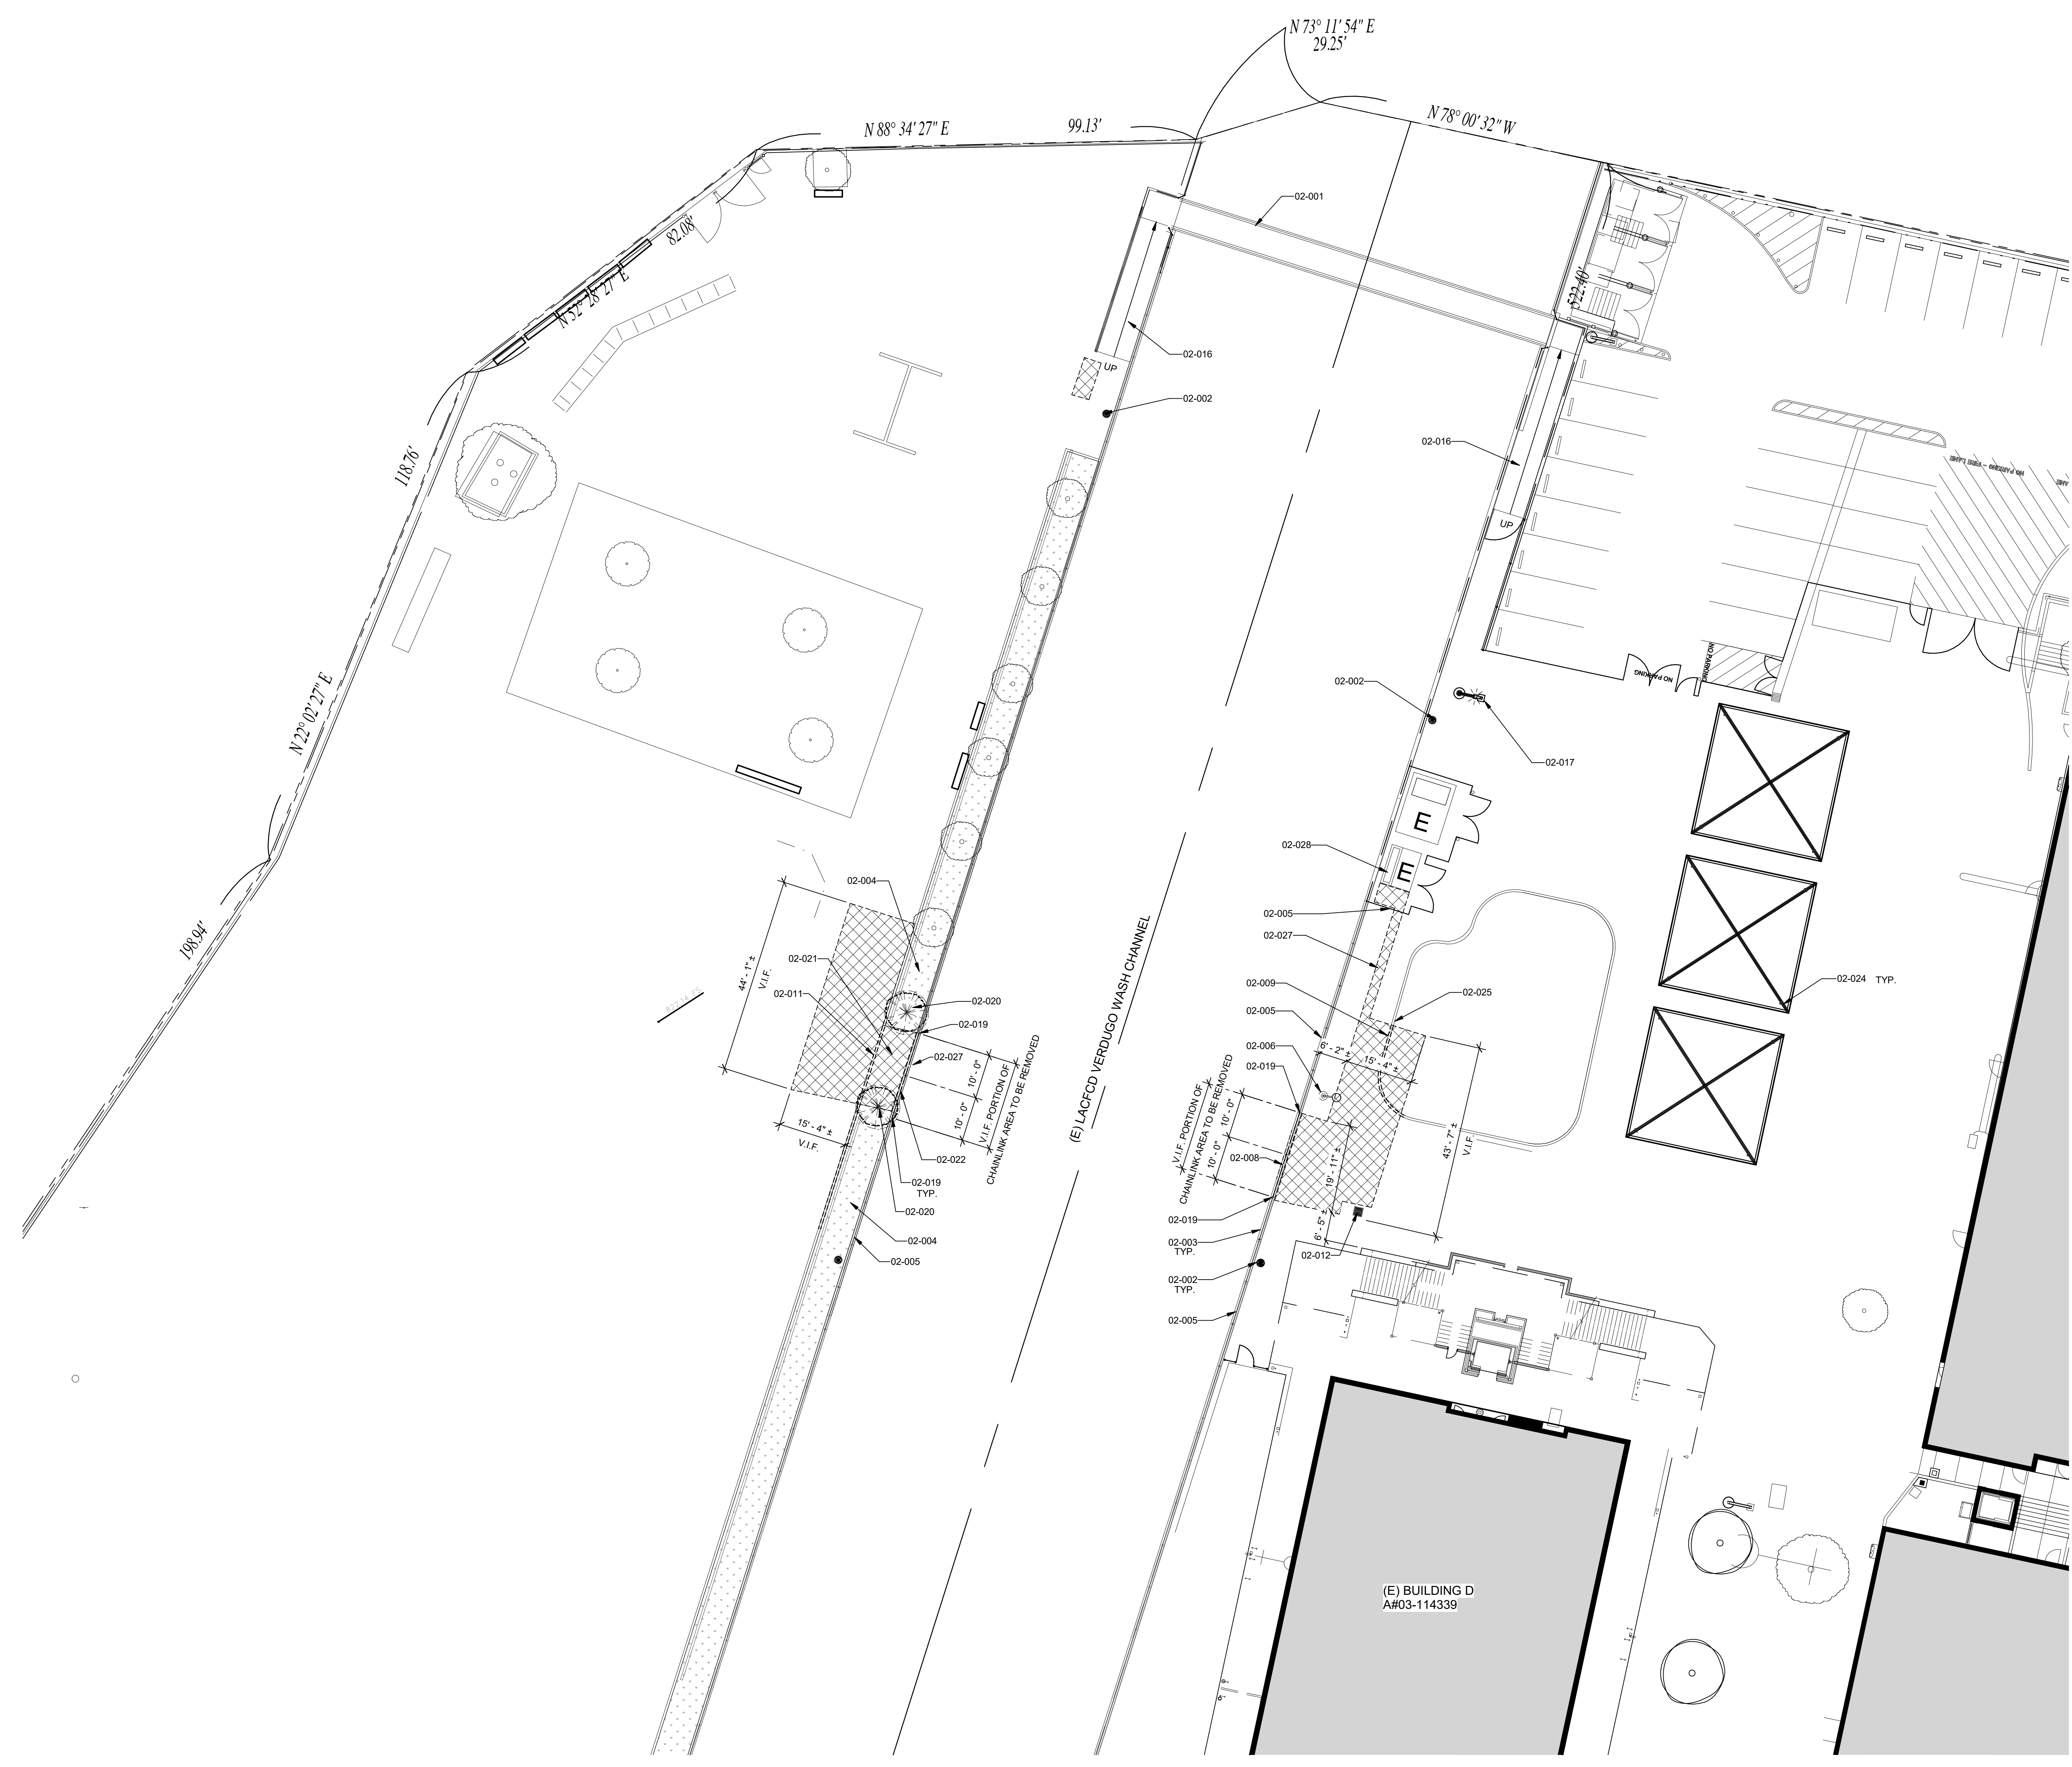 N 73° 11' 54" E
29.25'
N 88° 34' 27" E
99.13'
N 78° 00' 32" W
02-001
82.08'
N 52° 28' 27" E
522.40'
02-016
UP
02-002
02-016
UP
118.76'
NO PARKING - FIRE LANE
N 22° 02' 27" E
NO PARKING
NO PARKING
02-002
02-017
E
02-028
E
02-004
02-005
198.94'
02-027
(E) LACFCD VERDUGO WASH CHANNEL
44' - 1" ±
V.I.F.
02-021
02-011
02-024 TYP.
02-009
02-025
02-020
02-005
02-019
6' - 2" ±
15' - 4" ±
02-006
02-027
02-019
10' - 0"
10' - 0"
V.I.F. PORTION OF
CHAINLINK AREA TO BE REMOVED
V.I.F. PORTION OF
CHAINLINK AREA TO BE REMOVED
10' - 0"
10' - 0"
15' - 4" ±
V.I.F.
43' - 7" ±
V.I.F.
02-022
02-008
19' - 11" ±
02-019
TYP.
02-020
02-019
6' - 5" ±
02-004
02-003
TYP.
02-012
02-005
02-002
TYP.
02-005
(E) BUILDING D
A#03-114339